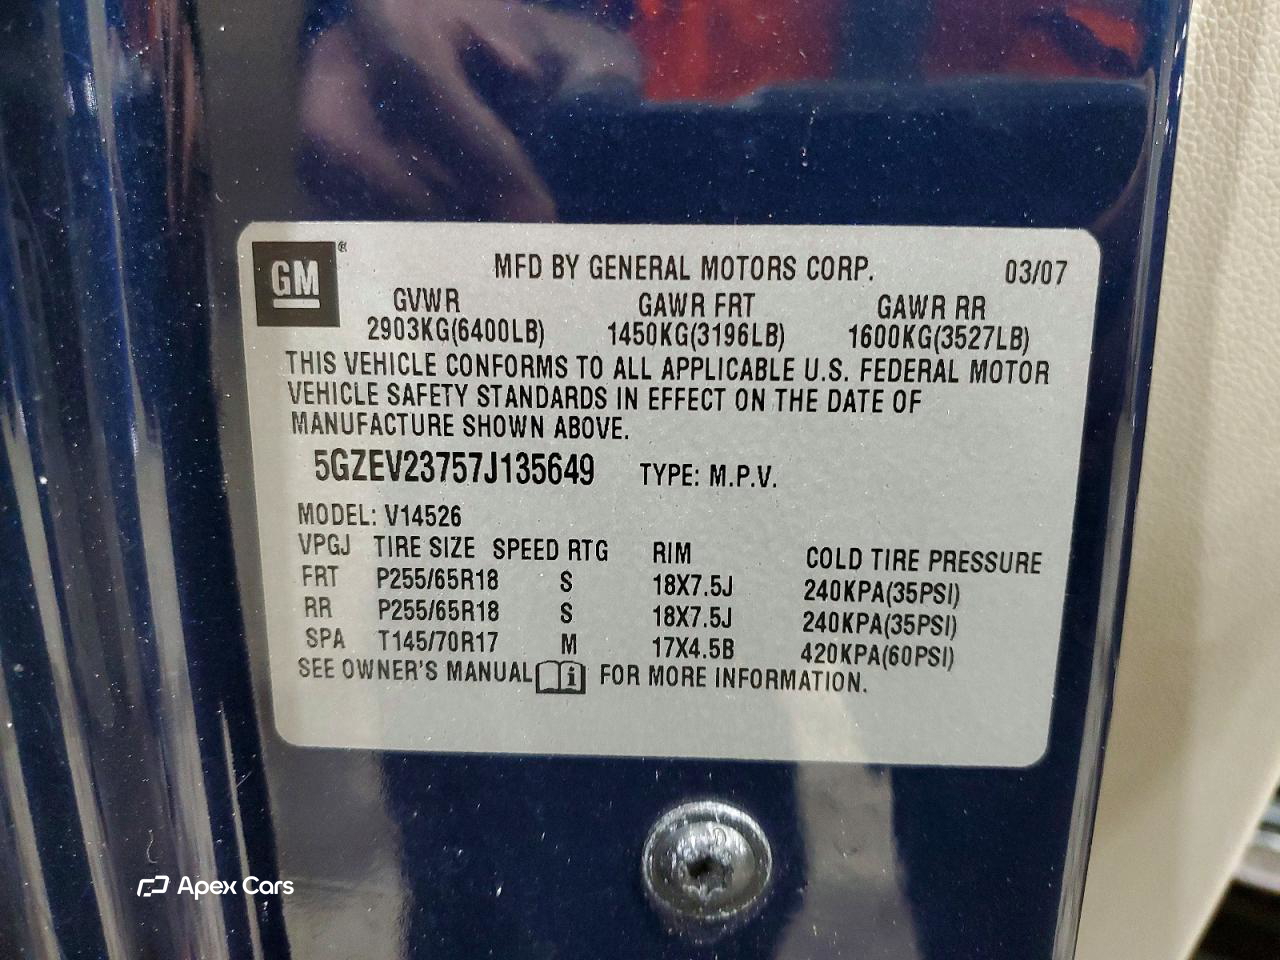 GM ®
MFD BY GENERAL MOTORS CORP. 03/07
GVWR GAWR FRT GAWR RR
2903KG(6400LB) 1450KG(3196LB) 1600KG(3527LB)
THIS VEHICLE CONFORMS TO ALL APPLICABLE U.S. FEDERAL MOTOR
VEHICLE SAFETY STANDARDS IN EFFECT ON THE DATE OF
MANUFACTURE SHOWN ABOVE.
5GZEV23757J135649 TYPE: M.P.V.
MODEL: V14526
VPGJ TIRE SIZE SPEED RTG RIM COLD TIRE PRESSURE
FRT P255/65R18 S 18X7.5J 240KPA(35PSI)
RR P255/65R18 S 18X7.5J 240KPA(35PSI)
SPA T145/70R17 M 17X4.5B 420KPA(60PSI)
SEE OWNER'S MANUAL i FOR MORE INFORMATION.
Apex Cars